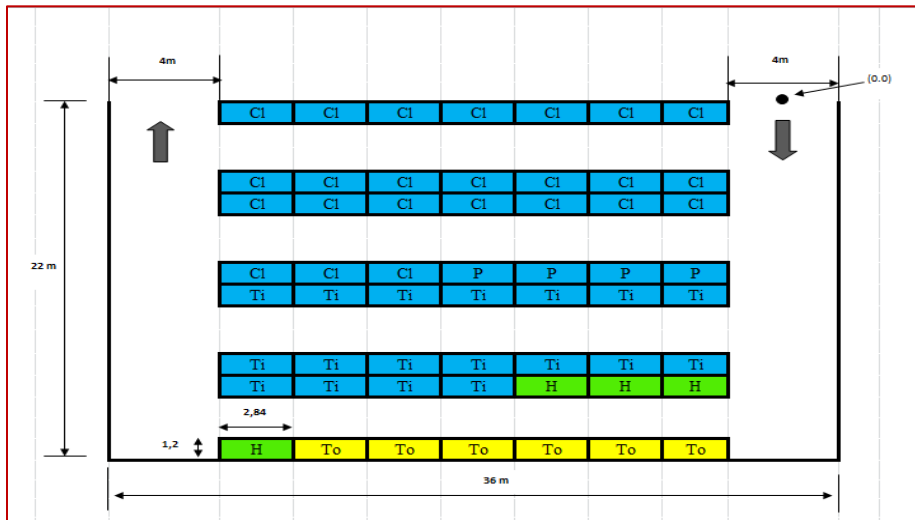 4m 4m
(0.0)
Cl Cl Cl Cl Cl Cl Cl
Cl Cl Cl Cl Cl Cl Cl
Cl Cl Cl Cl Cl Cl Cl
22 m
Cl Cl Cl P P P P
Ti Ti Ti Ti Ti Ti Ti
Ti Ti Ti Ti Ti Ti Ti
Ti Ti Ti Ti H H H
2,84
1,2
H To To To To To To
36 m